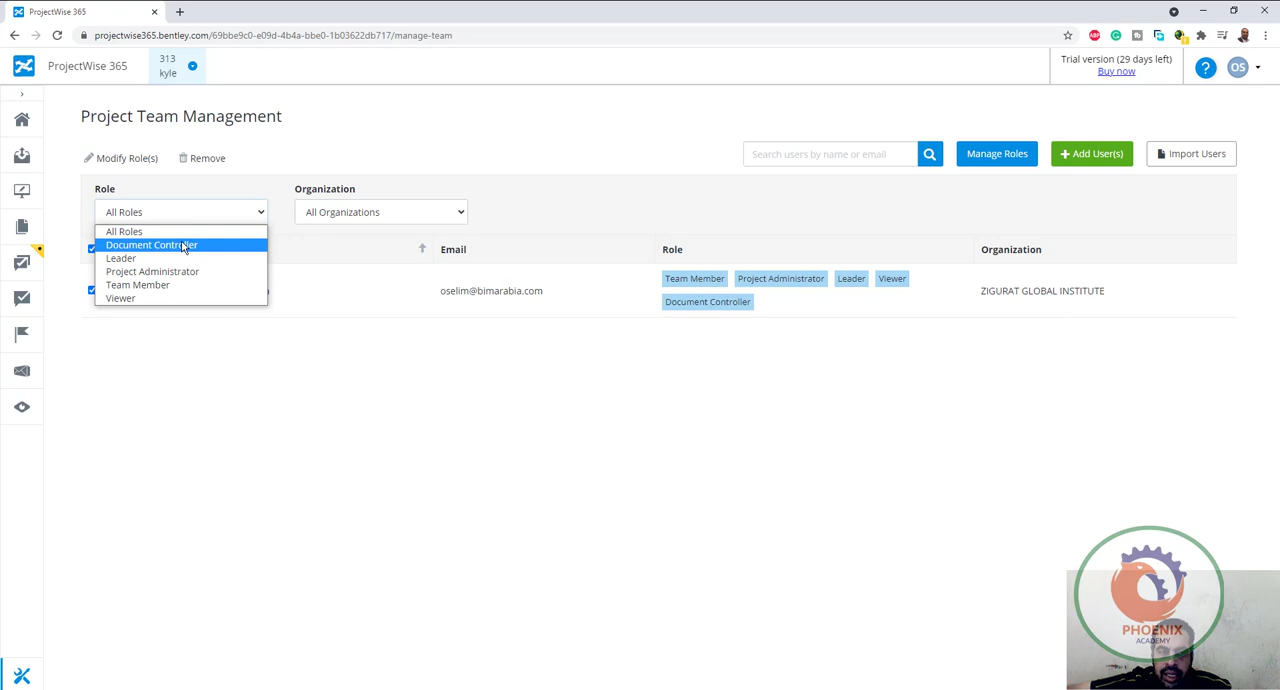 ProjectWise 365
projectwise365.bentley.com/69bbe9c0-e09d-4b4a-bbe0-1b03622db717/manage-team
ABP
ProjectWise 365
313
kyle
Trial version (29 days left)
Buy now
?
OS
Project Team Management
Modify Role(s)
Remove
Search users by name or email
Manage Roles
+ Add User(s)
Import Users
Role
Organization
All Roles
All Organizations
All Roles
Document Controller
Leader
Project Administrator
Team Member
Viewer
Email
Role
Organization
oselim@bimarabia.com
Team Member
Project Administrator
Leader
Viewer
Document Controller
ZIGURAT GLOBAL INSTITUTE
PHOENIX
ACADEMY